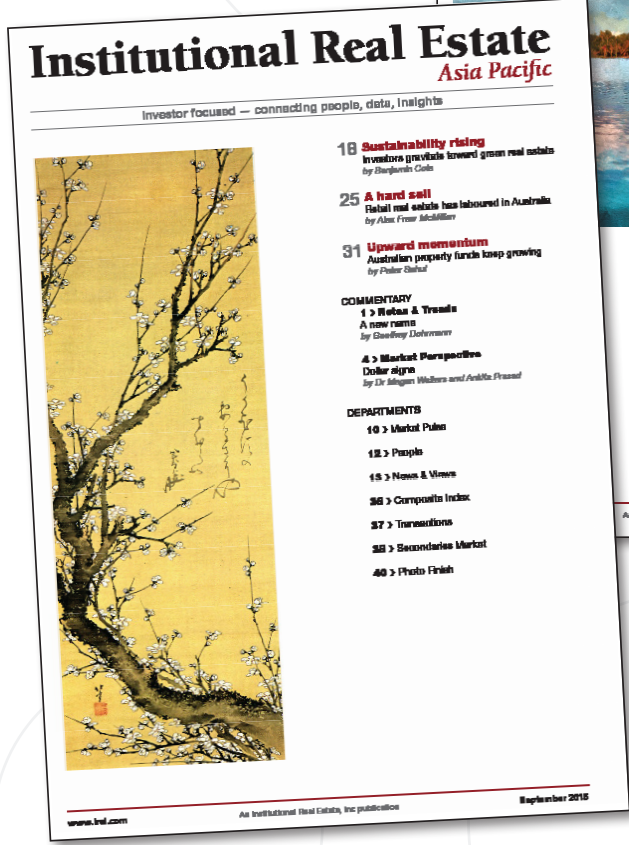 Institutional Real Estate
Asia Pacific
Investor focused — connecting people, data, insights
18 Sustainability rising
Investors gravitate toward green real estate
by Benjamin Cole
25 A hard sell
Retail real estate has laboured in Australia
by Alex Frew McMillan
31 Upward momentum
Australian property funds keep growing
by Peter
COMMENTARY
1 > Notes & Trends
A new name
by Geoffrey Dohrmann
4 > Market Perspective
Dollar signs
by Dr Megan Walters and Ankita Prasad
DEPARTMENTS
10 > Market Pulse
12 > People
13 > News & Views
36 > Composite Index
37 > Transactions
> Secondaries Market
40 > Photo Finish
www.irei.com
An Institutional Real Estate, Inc publication
September 2015